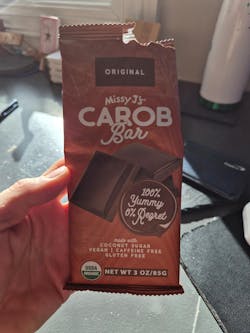 ORIGINAL
Missy J's
CAROB
Bar
100%
Yummy
0% Regret
made with
COCONUT SUGAR
VEGAN | CAFFEINE FREE
GLUTEN FREE
USDA
ORGANIC
NET WT 3 OZ/85G